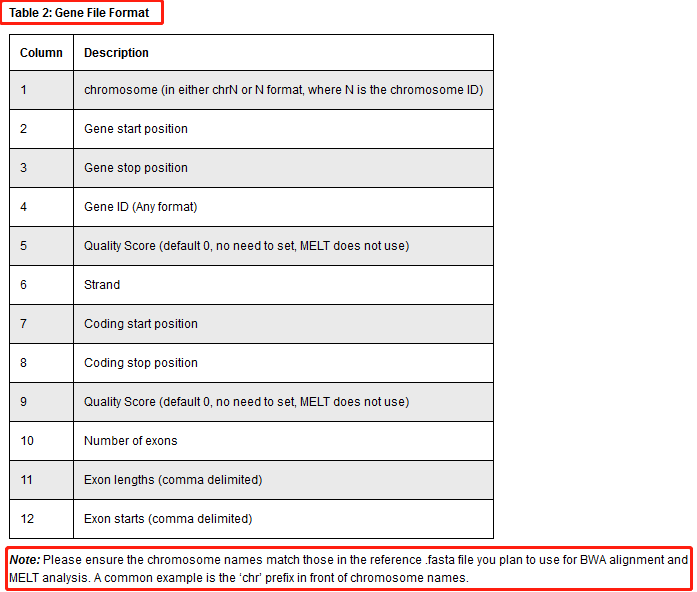 Table 2: Gene File Format
Column Description
1 chromosome (in either chrN or N format, where N is the chromosome ID)
2 Gene start position
3 Gene stop position
4 Gene ID (Any format)
5 Quality Score (default 0, no need to set, MELT does not use)
6 Strand
7 Coding start position
8 Coding stop position
9 Quality Score (default 0, no need to set, MELT does not use)
10 Number of exons
11 Exon lengths (comma delimited)
12 Exon starts (comma delimited)
Note: Please ensure the chromosome names match those in the reference .fasta file you plan to use for BWA alignment and
MELT analysis. A common example is the ‘chr’ prefix in front of chromosome names.